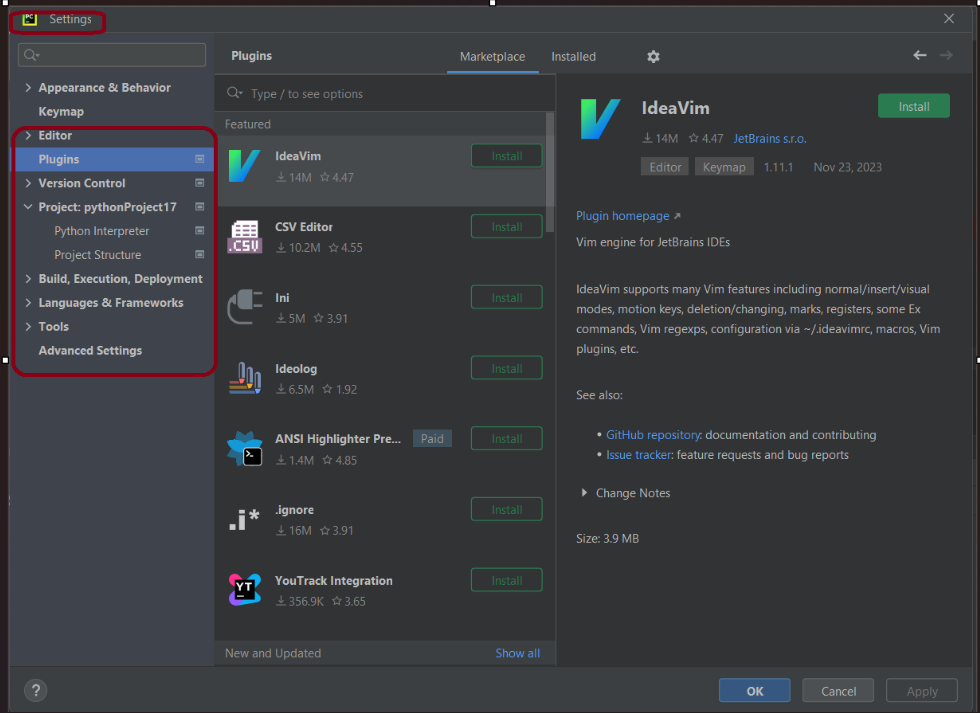 PC Settings
Plugins
Marketplace
Installed
Appearance & Behavior
Keymap
Editor
Plugins
Version Control
Project: pythonProject17
Python Interpreter
Project Structure
Build, Execution, Deployment
Languages & Frameworks
Tools
Advanced Settings
Type / to see options
Featured
IdeaVim
14M 4.47
Install
CSV Editor
10.2M 4.55
Install
.CSV
Ini
5M 3.91
Install
Ideolog
6.5M 1.92
Install
ANSI Highlighter Pre... Paid
1.4M 4.85
Install
.ignore
16M 3.91
Install
.i*
YouTrack Integration
356.9K 3.65
Install
YT
New and Updated Show all
IdeaVim
Install
14M 4.47 JetBrains s.r.o.
Editor Keymap 1.11.1 Nov 23, 2023
Plugin homepage ↗
Vim engine for JetBrains IDEs
IdeaVim supports many Vim features including normal/insert/visual
modes, motion keys, deletion/changing, marks, registers, some Ex
commands, Vim regexps, configuration via ~/.ideavimrc, macros, Vim
plugins, etc.
See also:
• GitHub repository: documentation and contributing
• Issue tracker: feature requests and bug reports
Change Notes
Size: 3.9 MB
?
OK
Cancel
Apply